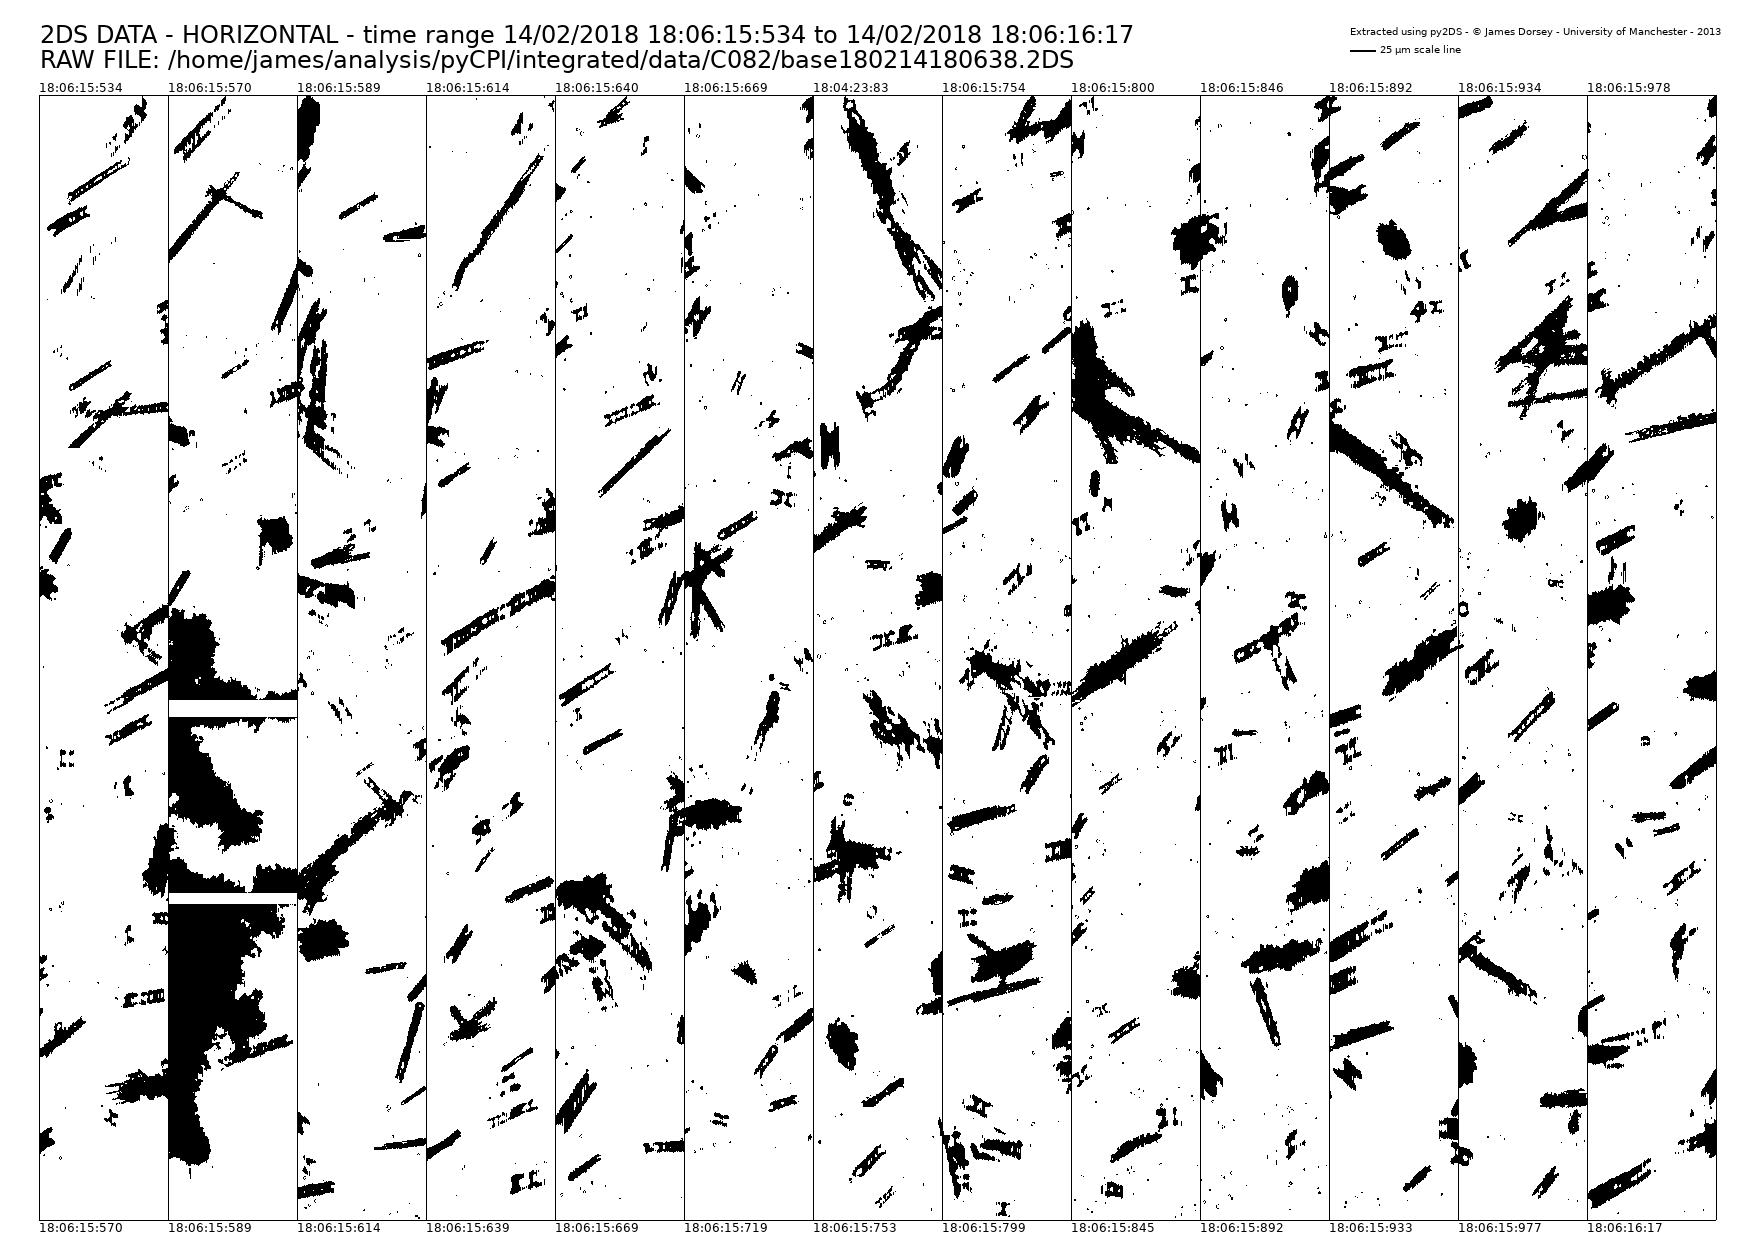 2DS DATA - HORIZONTAL - time range 14/02/2018 18:06:15:534 to 14/02/2018 18:06:16:17
RAW FILE: /home/james/analysis/pyCPI/integrated/data/C082/base180214180638.2DS
Extracted using py2DS - © James Dorsey - University of Manchester - 2013
25 µm scale line
18:06:15:534 18:06:15:570 18:06:15:589 18:06:15:614 18:06:15:640 18:06:15:669 18:04:23:83 18:06:15:754 18:06:15:800 18:06:15:846 18:06:15:892 18:06:15:934 18:06:15:978
18:06:15:570 18:06:15:589 18:06:15:614 18:06:15:639 18:06:15:669 18:06:15:719 18:06:15:753 18:06:15:799 18:06:15:845 18:06:15:892 18:06:15:933 18:06:15:977 18:06:16:17